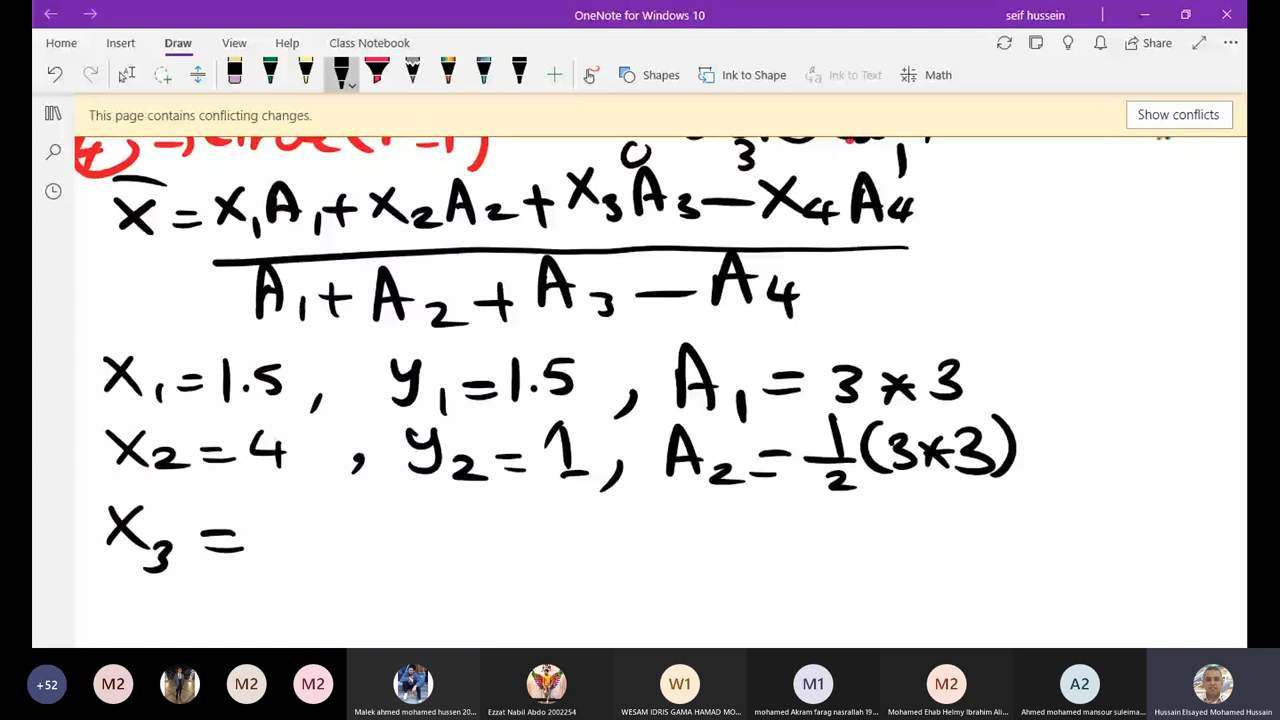 OneNote for Windows 10
seif hussein
Home Insert Draw View Help Class Notebook
Share
Shapes Ink to Shape Ink to Text Math
This page contains conflicting changes.
Show conflicts
x̄ = x₁A₁ + x₂A₂ + x₃A₃ — x₄A₄
A₁ + A₂ + A₃ — A₄
x₁ = 1.5 , y₁ = 1.5 , A₁ = 3 * 3
x₂ = 4 , y₂ = 1 , A₂ = ½ (3*3)
x₃ =
+52 M2 M2 M2 W1 M1 M2 A2
Malek ahmed mohamed hussen 20... Ezzat Nabil Abdo 2002254 WESAM IDRIS GAMA HAMAD MO... mohamed Akram farag nasrallah 19... Mohamed Ehab Helmy Ibrahim Ali... Ahmed mohamed mansour suleima... Hussain Elsayed Mohamed Hussain